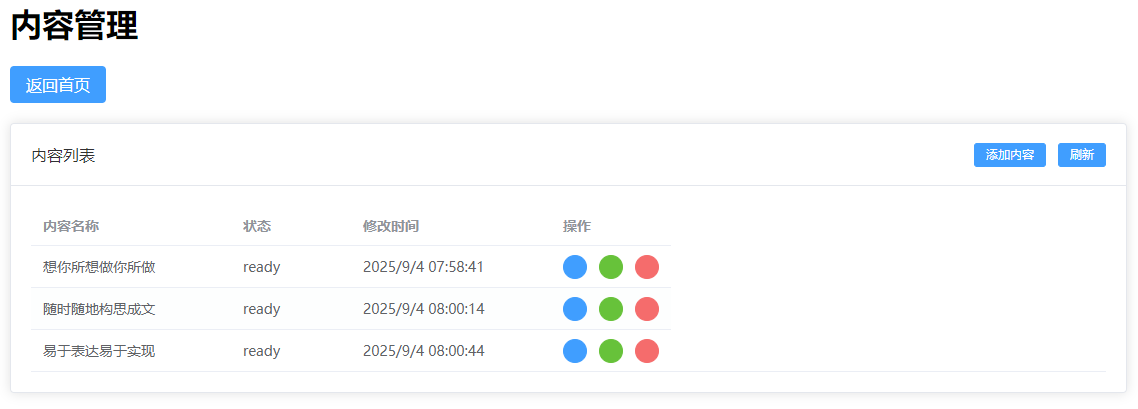 内容管理
返回首页
内容列表 添加内容 刷新
内容名称 状态 修改时间 操作
想你所想做你所做 ready 2025/9/4 07:58:41
随时随地构思成文 ready 2025/9/4 08:00:14
易于表达易于实现 ready 2025/9/4 08:00:44